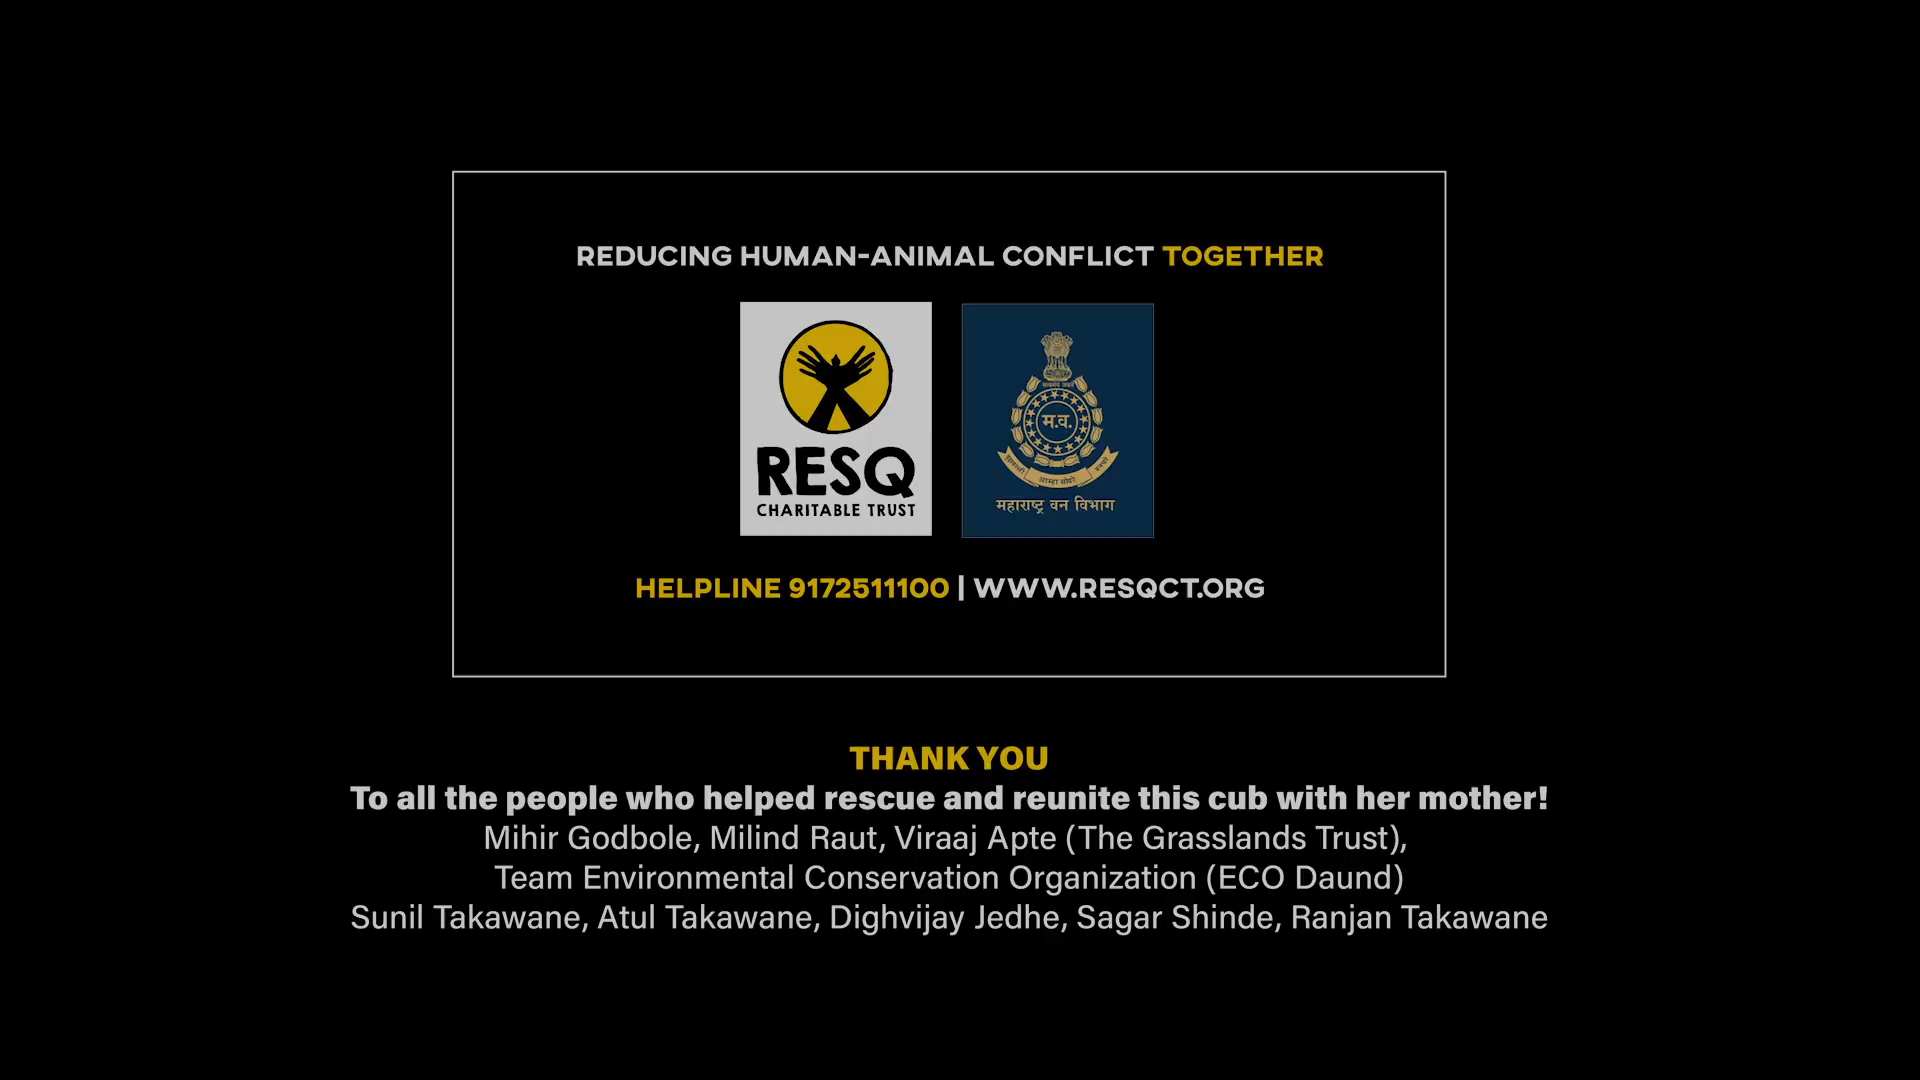 REDUCING HUMAN-ANIMAL CONFLICT TOGETHER
RESQ
CHARITABLE TRUST
म.व.
महाराष्ट्र वन विभाग
HELPLINE 9172511100 | WWW.RESQCT.ORG
THANK YOU
To all the people who helped rescue and reunite this cub with her mother!
Mihir Godbole, Milind Raut, Viraaj Apte (The Grasslands Trust),
Team Environmental Conservation Organization (ECO Daund)
Sunil Takawane, Atul Takawane, Dighvijay Jedhe, Sagar Shinde, Ranjan Takawane